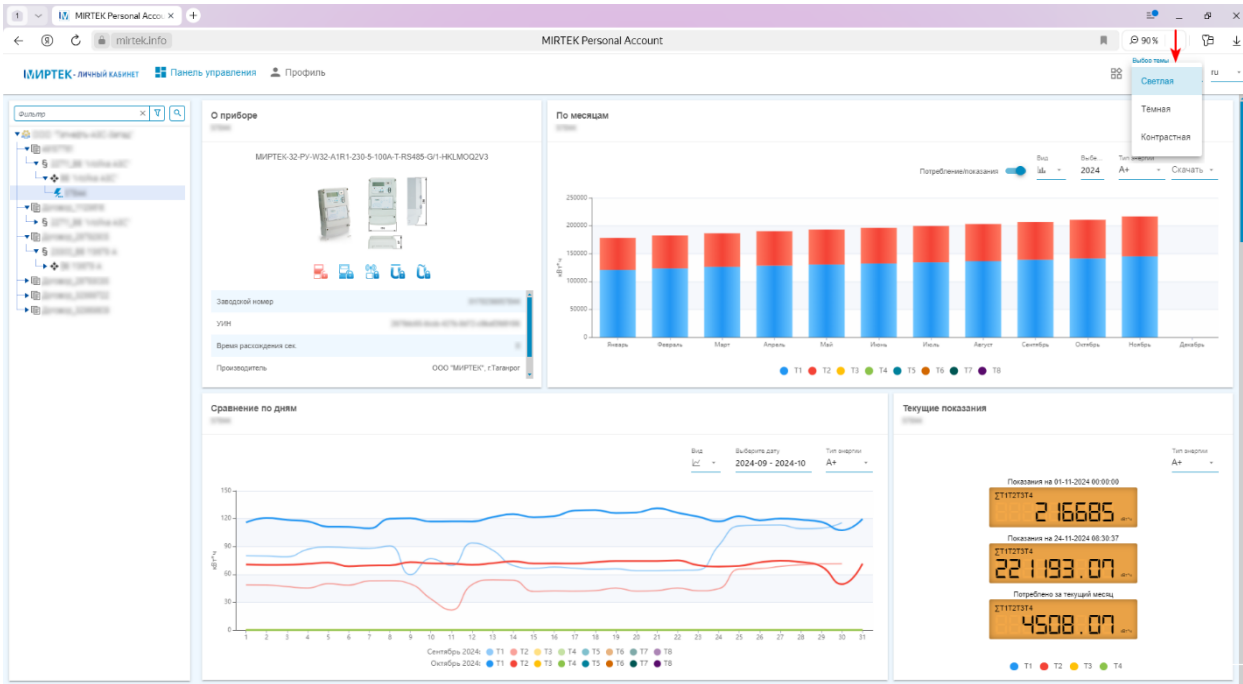 1
MIRTEK Personal Accou
mirtek.info
MIRTEK Personal Account
90 %
МИРТЕК - ЛИЧНЫЙ КАБИНЕТ
Панель управления
Профиль
Выбор темы
Светлая
Тёмная
Контрастная
ru
Фильтр
О приборе
МИРТЕК-32-РУ-W32-A1R1-230-5-100A-T-RS485-G/1-HKLMOQ2V3
Заводской номер
УИН
Время расхождения сек.
Производитель
ООО "МИРТЕК", г.Таганрог
По месяцам
Потребление/показания
Вид
Выбе...
2024
Тип энергии
A+
Скачать
кВт*ч
250000
200000
150000
100000
50000
0
Январь Февраль Март Апрель Май Июнь Июль Август Сентябрь Октябрь Ноябрь Декабрь
T1 T2 T3 T4 T5 T6 T7 T8
Сравнение по дням
Вид
Выберите дату
2024-09 - 2024-10
Тип энергии
A+
кВт*ч
150
120
90
60
30
0
1 2 3 4 5 6 7 8 9 10 11 12 13 14 15 16 17 18 19 20 21 22 23 24 25 26 27 28 29 30 31
Сентябрь 2024: T1 T2 T3 T4 T5 T6 T7 T8
Октябрь 2024: T1 T2 T3 T4 T5 T6 T7 T8
Текущие показания
Тип энергии
A+
Показания на 01-11-2024 00:00:00
∑T1T2T3T4
216685
Показания на 24-11-2024 08:30:37
∑T1T2T3T4
221193.07
Потреблено за текущий месяц
∑T1T2T3T4
4508.07
T1 T2 T3 T4